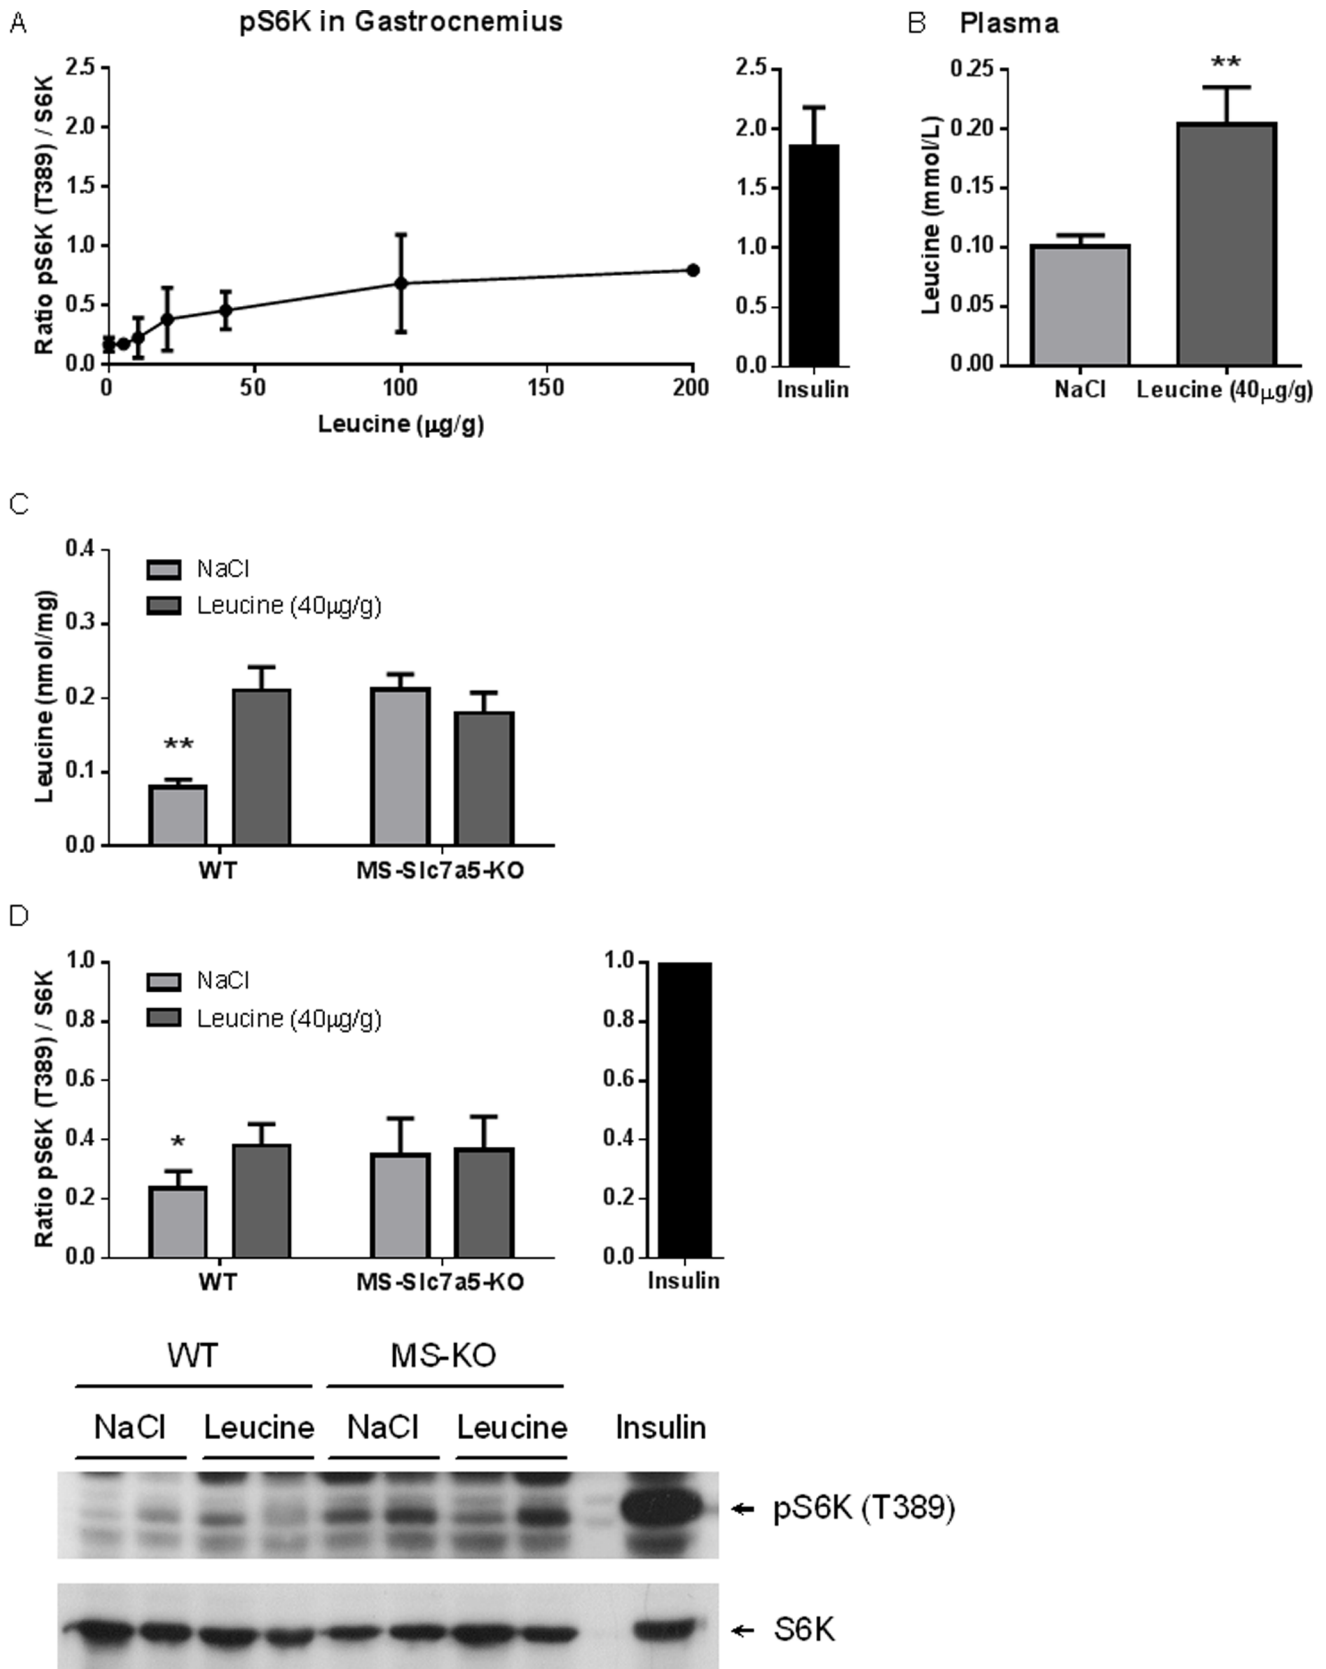 A
pS6K in Gastrocnemius
Ratio pS6K (T389) / S6K
2.5
2.0
1.5
1.0
0.5
0.0
0
50
100
150
200
Leucine (µg/g)
2.5
2.0
1.5
1.0
0.5
0.0
Insulin
B
Plasma
Leucine (mmol/L)
0.25
0.20
0.15
0.10
0.05
0.00
**
NaCl
Leucine (40µg/g)
C
Leucine (nmol/mg)
0.4
0.3
0.2
0.1
0.0
NaCl
Leucine (40µg/g)
**
WT
MS-Slc7a5-KO
D
Ratio pS6K (T389) / S6K
1.0
0.8
0.6
0.4
0.2
0.0
NaCl
Leucine (40µg/g)
*
WT
MS-Slc7a5-KO
1.0
0.8
0.6
0.4
0.2
0.0
Insulin
WT
MS-KO
NaCl
Leucine
NaCl
Leucine
Insulin
pS6K (T389)
S6K